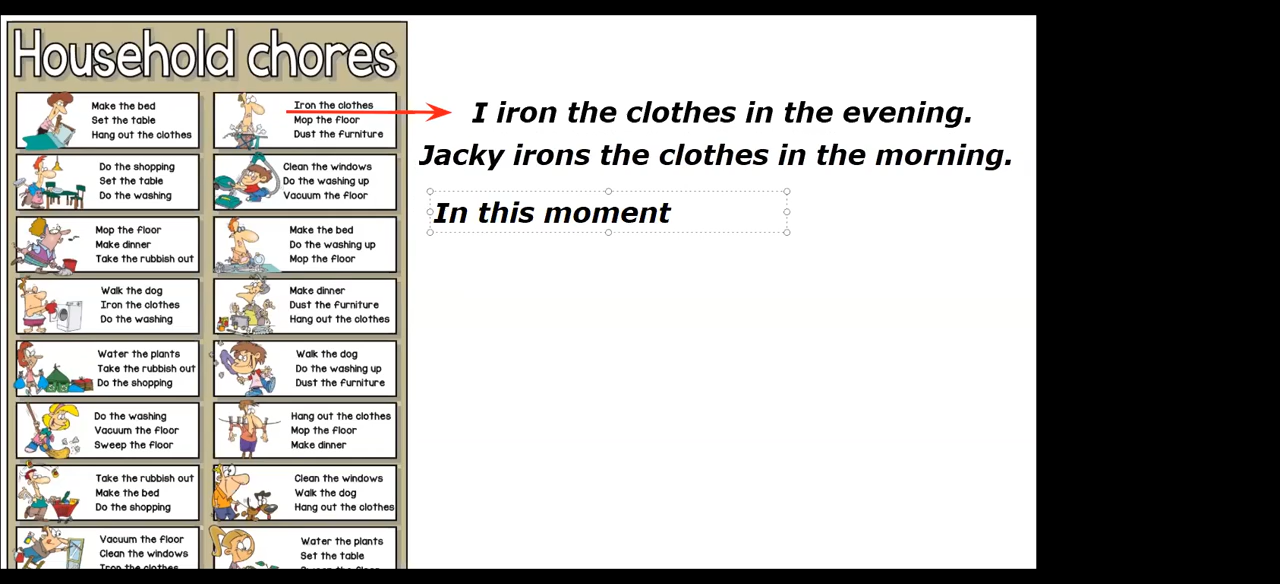 Household chores
Make the bed
Set the table
Hang out the clothes
Iron the clothes
Mop the floor
Dust the furniture
Do the shopping
Set the table
Do the washing
Clean the windows
Do the washing up
Vacuum the floor
Mop the floor
Make dinner
Take the rubbish out
Make the bed
Do the washing up
Mop the floor
Walk the dog
Iron the clothes
Do the washing
Make dinner
Dust the furniture
Hang out the clothes
Water the plants
Take the rubbish out
Do the shopping
Walk the dog
Do the washing up
Dust the furniture
Do the washing
Vacuum the floor
Sweep the floor
Hang out the clothes
Mop the floor
Make dinner
Take the rubbish out
Make the bed
Do the shopping
Clean the windows
Walk the dog
Hang out the clothes
Vacuum the floor
Clean the windows
Iron the clothes
Water the plants
Set the table
Sweep the floor
I iron the clothes in the evening.
Jacky irons the clothes in the morning.
In this moment